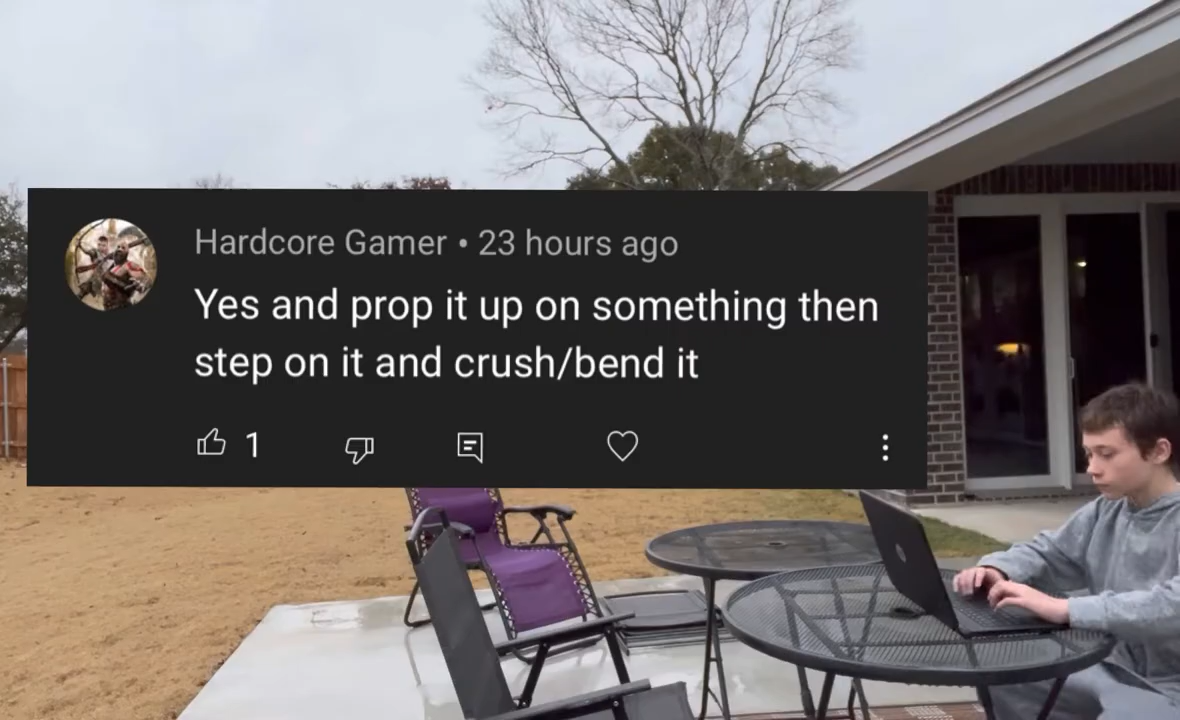 Hardcore Gamer • 23 hours ago
Yes and prop it up on something then
step on it and crush/bend it
1